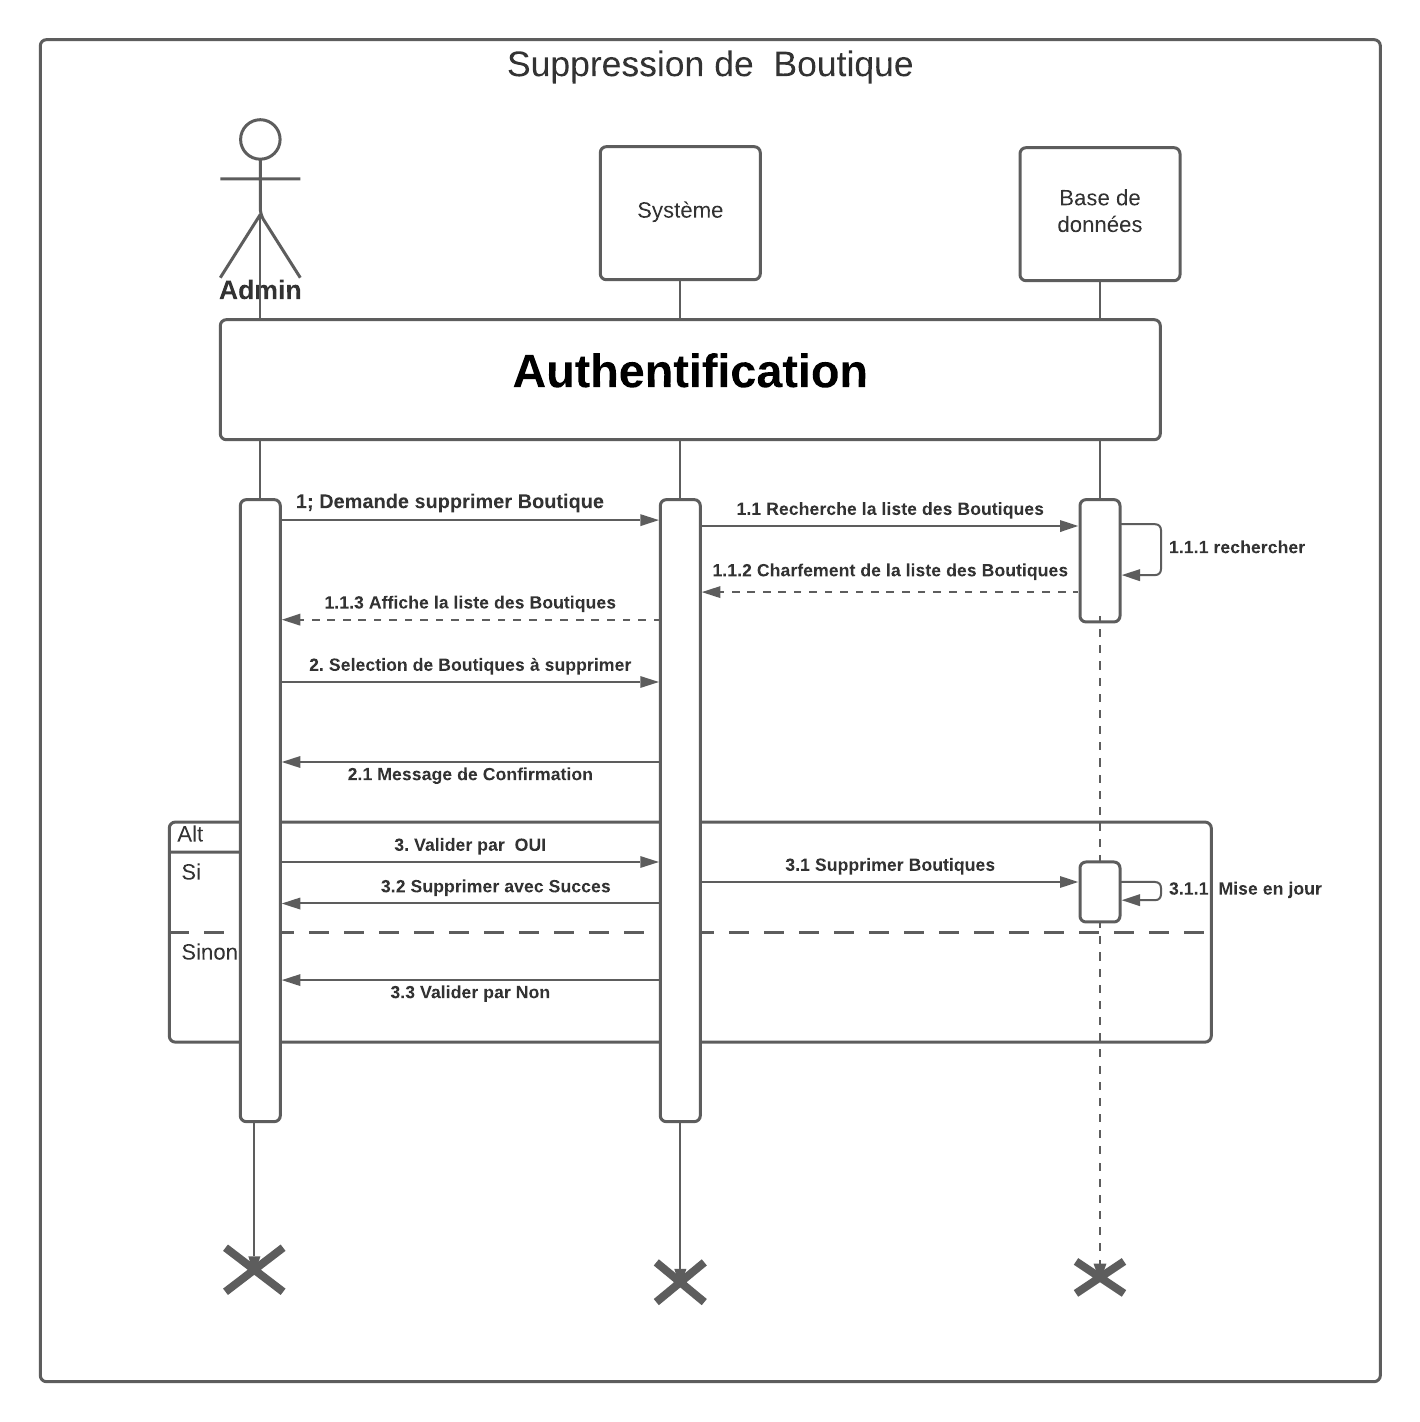 Suppression de  Boutique
Système
Base de
données
Admin
Authentification
1; Demande supprimer Boutique
1.1 Recherche la liste des Boutiques
1.1.1 rechercher
1.1.2 Charfement de la liste des Boutiques
1.1.3 Affiche la liste des Boutiques
2. Selection de Boutiques à supprimer
2.1 Message de Confirmation
Alt
3. Valider par  OUI
Si
3.1 Supprimer Boutiques
3.2 Supprimer avec Succes
3.1.1  Mise en jour
Sinon
3.3 Valider par Non